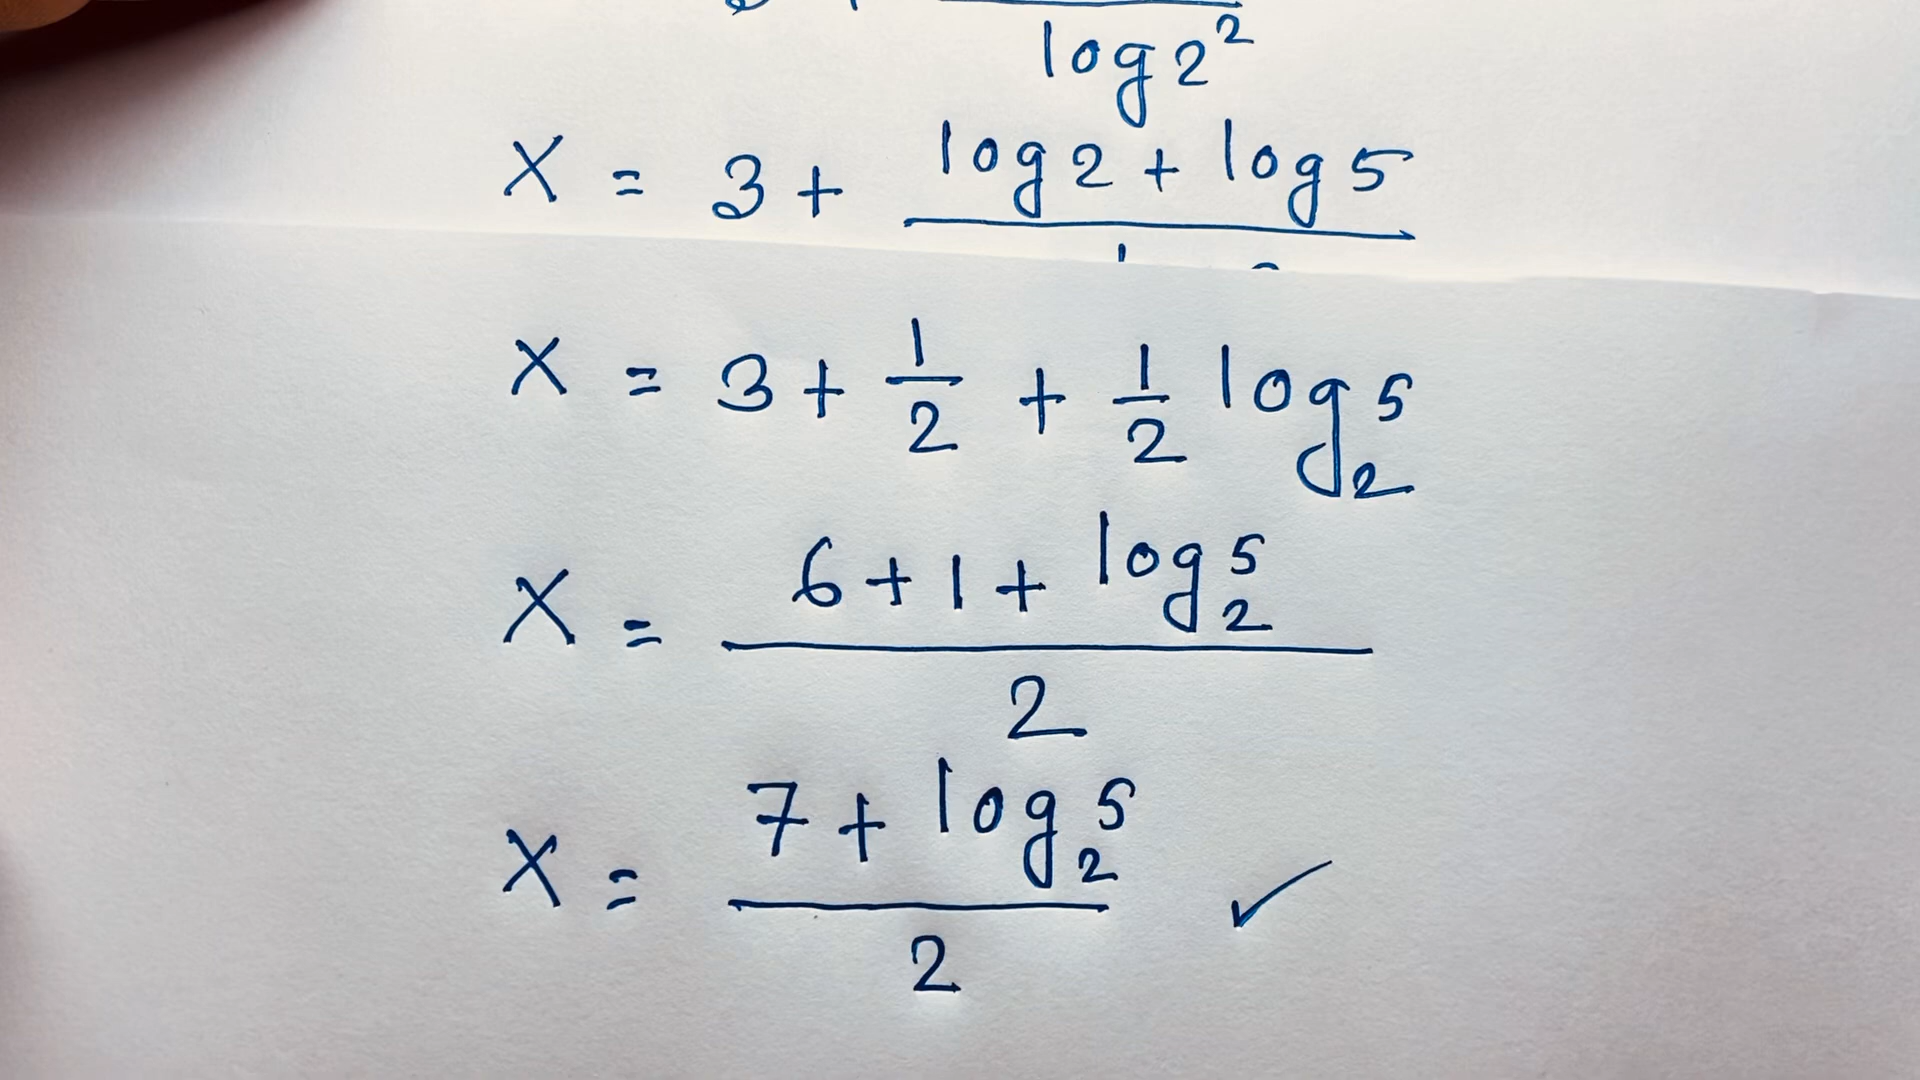 log 2²
X = 3 + (log 2 + log 5)/
X = 3 + 1/2 + 1/2 log₂⁵
X = (6 + 1 + log₂⁵)/2
X = (7 + log₂⁵)/2 ✓